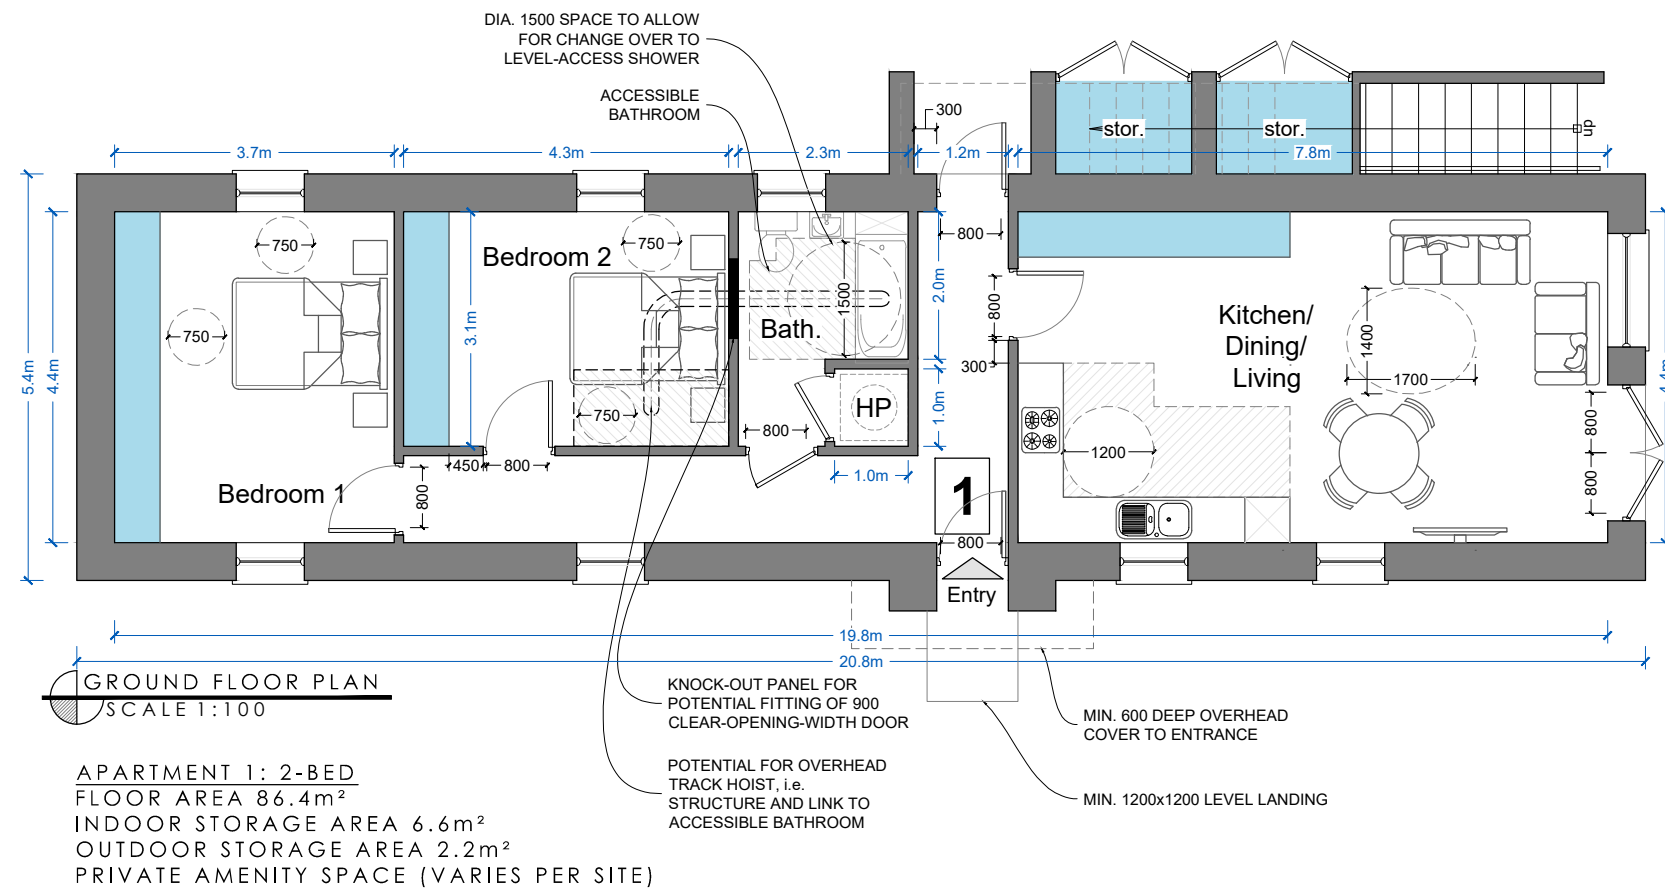 DIA. 1500 SPACE TO ALLOW
FOR CHANGE OVER TO
LEVEL-ACCESS SHOWER
ACCESSIBLE
BATHROOM
300
stor.
stor.
up
3.7m
4.3m
2.3m
1.2m
7.8m
750
Bedroom 2
750
800
2.0m
1500
800
Kitchen/
Dining/
Living
1400
1700
750
3.1m
Bath.
5.4m
4.4m
300
4.4m
HP
1.0m
750
800
1200
800
450
800
1.0m
Bedroom 1
800
1
800
800
Entry
19.8m
20.8m
GROUND FLOOR PLAN
SCALE 1:100
KNOCK-OUT PANEL FOR
POTENTIAL FITTING OF 900
CLEAR-OPENING-WIDTH DOOR
MIN. 600 DEEP OVERHEAD
COVER TO ENTRANCE
POTENTIAL FOR OVERHEAD
TRACK HOIST, i.e.
STRUCTURE AND LINK TO
ACCESSIBLE BATHROOM
MIN. 1200x1200 LEVEL LANDING
APARTMENT 1: 2-BED
FLOOR AREA 86.4m²
INDOOR STORAGE AREA 6.6m²
OUTDOOR STORAGE AREA 2.2m²
PRIVATE AMENITY SPACE (VARIES PER SITE)